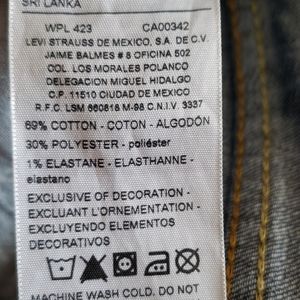 SRI LANKA
WPL 423 CA00342
LEVI STRAUSS DE MEXICO, S.A. DE C.V.
JAIME BALMES # 8 OFICINA 502
COL. LOS MORALES POLANCO
DELEGACION MIGUEL HIDALGO
C.P. 11510 CIUDAD DE MEXICO
R.F.C. LSM 660818 M-98 C.N.I.V. 3337
69% COTTON - COTON - ALGODÓN
30% POLYESTER - poliéster
1% ELASTANE - ELASTHANNE -
elastano
EXCLUSIVE OF DECORATION -
EXCLUANT L'ORNEMENTATION -
EXCLUYENDO ELEMENTOS
DECORATIVOS
MACHINE WASH COLD. DO NOT